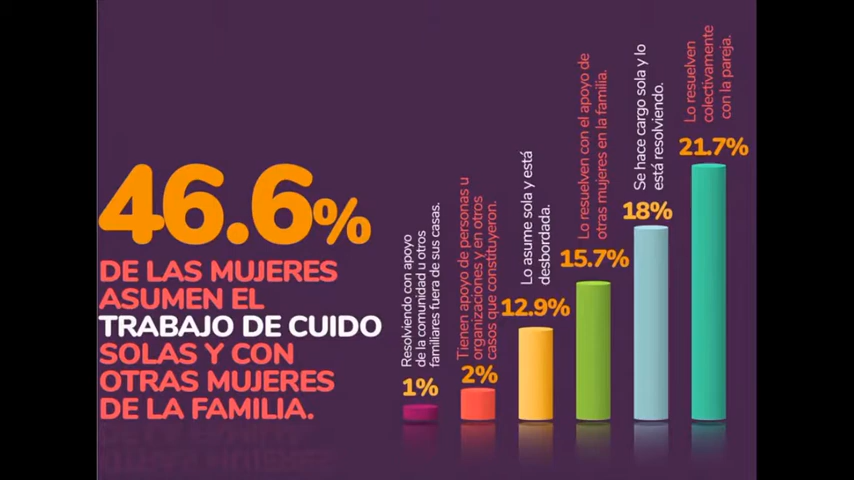 46.6%
DE LAS MUJERES
ASUMEN EL
TRABAJO DE CUIDO
SOLAS Y CON
OTRAS MUJERES
DE LA FAMILIA.
Resolviendo con apoyo
de la comunidad u otros
familiares fuera de sus casas.
1%
Tienen apoyo de personas u
organizaciones y en otros
casos que constituyeron.
2%
Lo asume sola y está
desbordada.
12.9%
Lo resuelven con el apoyo de
otras mujeres en la familia.
15.7%
Se hace cargo sola y lo
está resolviendo.
18%
Lo resuelven
colectivamente
con la pareja.
21.7%